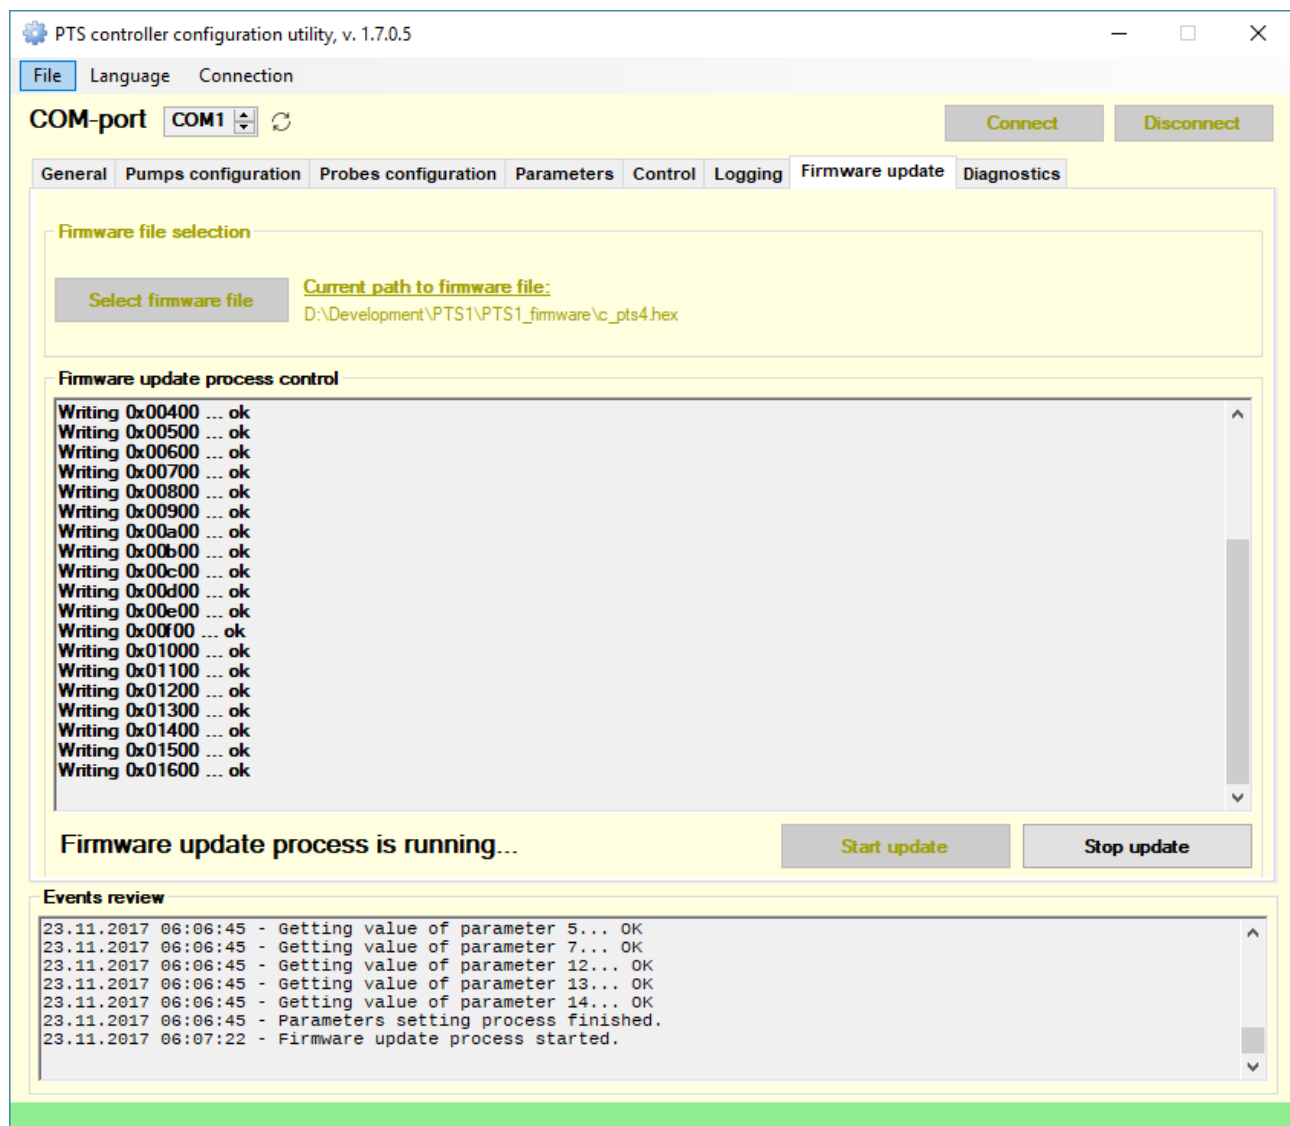 PTS controller configuration utility, v. 1.7.0.5
File Language Connection
COM-port COM1 Connect Disconnect
General Pumps configuration Probes configuration Parameters Control Logging Firmware update Diagnostics
Firmware file selection
Select firmware file
Current path to firmware file:
D:\Development\PTS1\PTS1_firmware\c_pts4.hex
Firmware update process control
Writing 0x00400 ... ok
Writing 0x00500 ... ok
Writing 0x00600 ... ok
Writing 0x00700 ... ok
Writing 0x00800 ... ok
Writing 0x00900 ... ok
Writing 0x00a00 ... ok
Writing 0x00b00 ... ok
Writing 0x00c00 ... ok
Writing 0x00d00 ... ok
Writing 0x00e00 ... ok
Writing 0x00f00 ... ok
Writing 0x01000 ... ok
Writing 0x01100 ... ok
Writing 0x01200 ... ok
Writing 0x01300 ... ok
Writing 0x01400 ... ok
Writing 0x01500 ... ok
Writing 0x01600 ... ok
Firmware update process is running... Start update Stop update
Events review
23.11.2017 06:06:45 - Getting value of parameter 5... OK
23.11.2017 06:06:45 - Getting value of parameter 7... OK
23.11.2017 06:06:45 - Getting value of parameter 12... OK
23.11.2017 06:06:45 - Getting value of parameter 13... OK
23.11.2017 06:06:45 - Getting value of parameter 14... OK
23.11.2017 06:06:45 - Parameters setting process finished.
23.11.2017 06:07:22 - Firmware update process started.